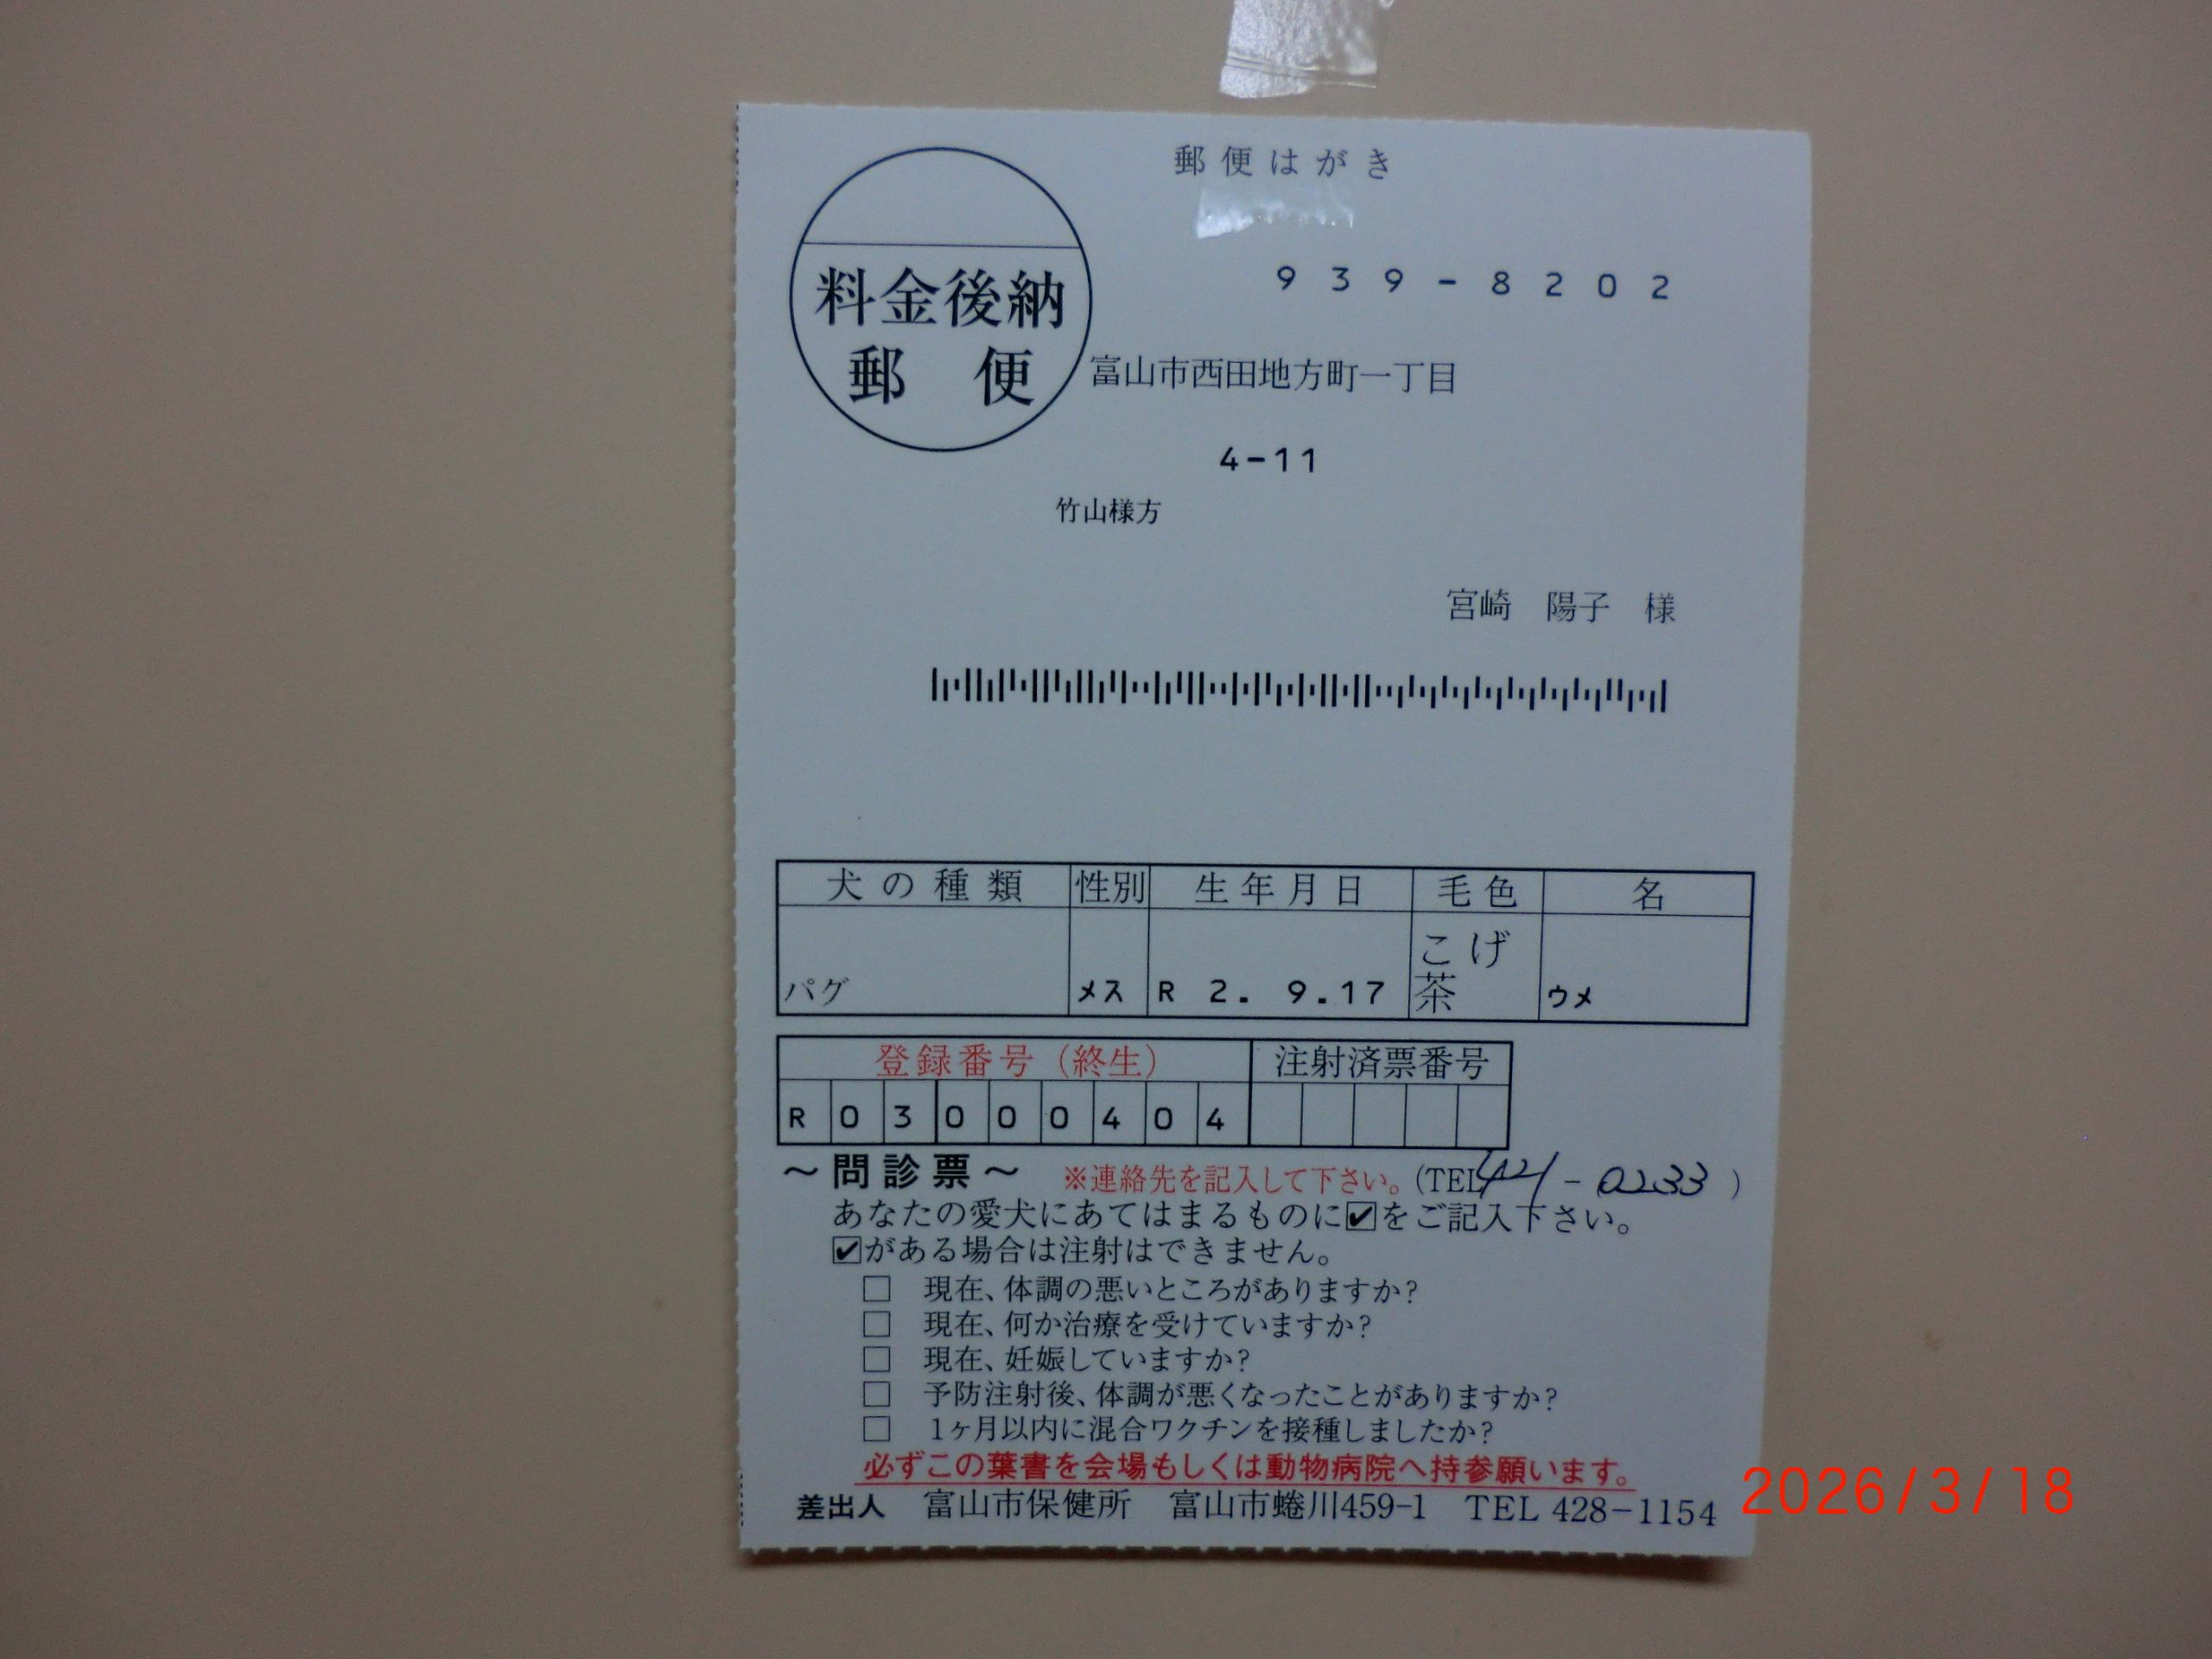 郵便はがき
料金後納
郵便
939-8202
富山市西田地方町一丁目
4-11
竹山様方
宮崎 陽子 様
犬の種類 性別 生年月日 毛色 名
パグ メス R 2. 9.17 こげ茶 ウメ
登録番号(終生) 注射済票番号
R03000404
~問診票~ ※連絡先を記入して下さい。(TEL421-0233)
あなたの愛犬にあてはまるものに☑をご記入下さい。
☑がある場合は注射はできません。
□ 現在、体調の悪いところがありますか?
□ 現在、何か治療を受けていますか?
□ 現在、妊娠していますか?
□ 予防注射後、体調が悪くなったことがありますか?
□ 1ヶ月以内に混合ワクチンを接種しましたか?
必ずこの葉書を会場もしくは動物病院へ持参願います。
差出人 富山市保健所 富山市蜷川459-1 TEL 428-1154
2026/3/18